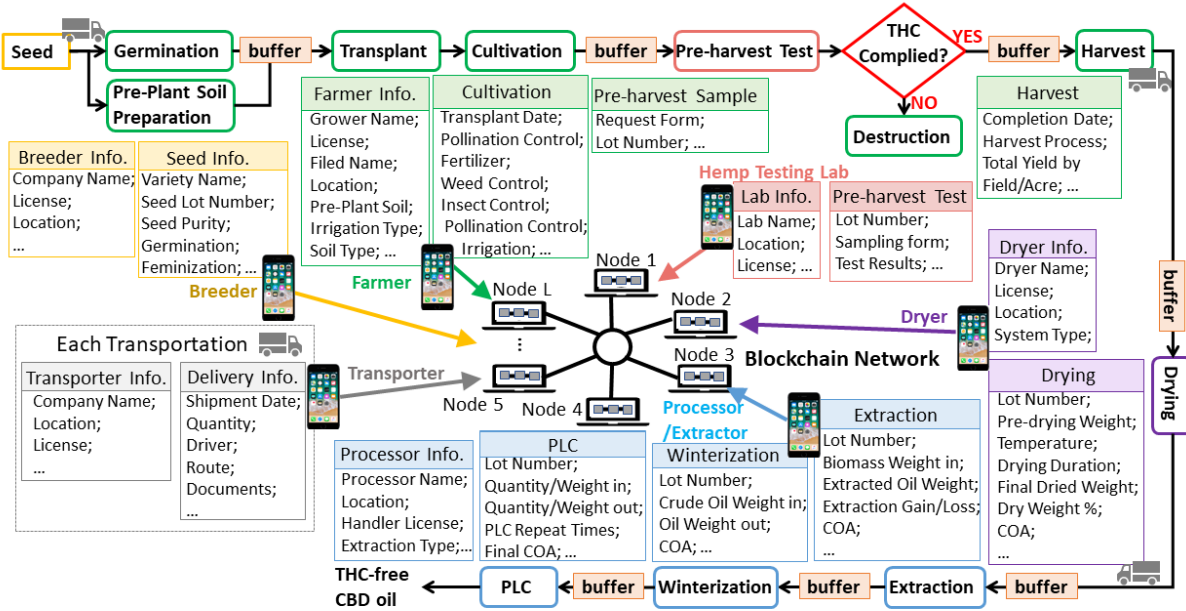 Seed
Germination
buffer
Transplant
Cultivation
buffer
Pre-harvest Test
THC
Complied?
YES
buffer
Harvest
Pre-Plant Soil
Preparation
NO
Destruction
Breeder Info.
Company Name;
License;
Location;
...
Seed Info.
Variety Name;
Seed Lot Number;
Seed Purity;
Germination;
Feminization; ...
Breeder
Farmer Info.
Grower Name;
License;
Filed Name;
Location;
Pre-Plant Soil;
Irrigation Type;
Soil Type; ...
Farmer
Cultivation
Transplant Date;
Pollination Control;
Fertilizer;
Weed Control;
Insect Control;
Pollination Control;
Irrigation; ...
Pre-harvest Sample
Request Form;
Lot Number; ...
Hemp Testing Lab
Lab Info.
Lab Name;
Location;
License; ...
Pre-harvest Test
Lot Number;
Sampling form;
Test Results; ...
Harvest
Completion Date;
Harvest Process;
Total Yield by
Field/Acre; ...
Dryer Info.
Dryer Name;
License;
Location;
System Type;
Dryer
buffer
Drying
Node 1
Node 2
Node 3
Node 4
Node 5
...
Node L
Blockchain Network
Each Transportation
Transporter Info.
Company Name;
Location;
License;
...
Delivery Info.
Shipment Date;
Quantity;
Driver;
Route;
Documents;
...
Transporter
Processor
/Extractor
Processor Info.
Processor Name;
Location;
Handler License;
Extraction Type;...
PLC
Lot Number;
Quantity/Weight in;
Quantity/Weight out;
PLC Repeat Times;
Final COA; ...
Winterization
Lot Number;
Crude Oil Weight in;
Oil Weight out;
COA; ...
Extraction
Lot Number;
Biomass Weight in;
Extracted Oil Weight;
Extraction Gain/Loss;
COA;
...
Drying
Lot Number;
Pre-drying Weight;
Temperature;
Drying Duration;
Final Dried Weight;
Dry Weight %;
COA;
...
THC-free
CBD oil
PLC
buffer
Winterization
buffer
Extraction
buffer